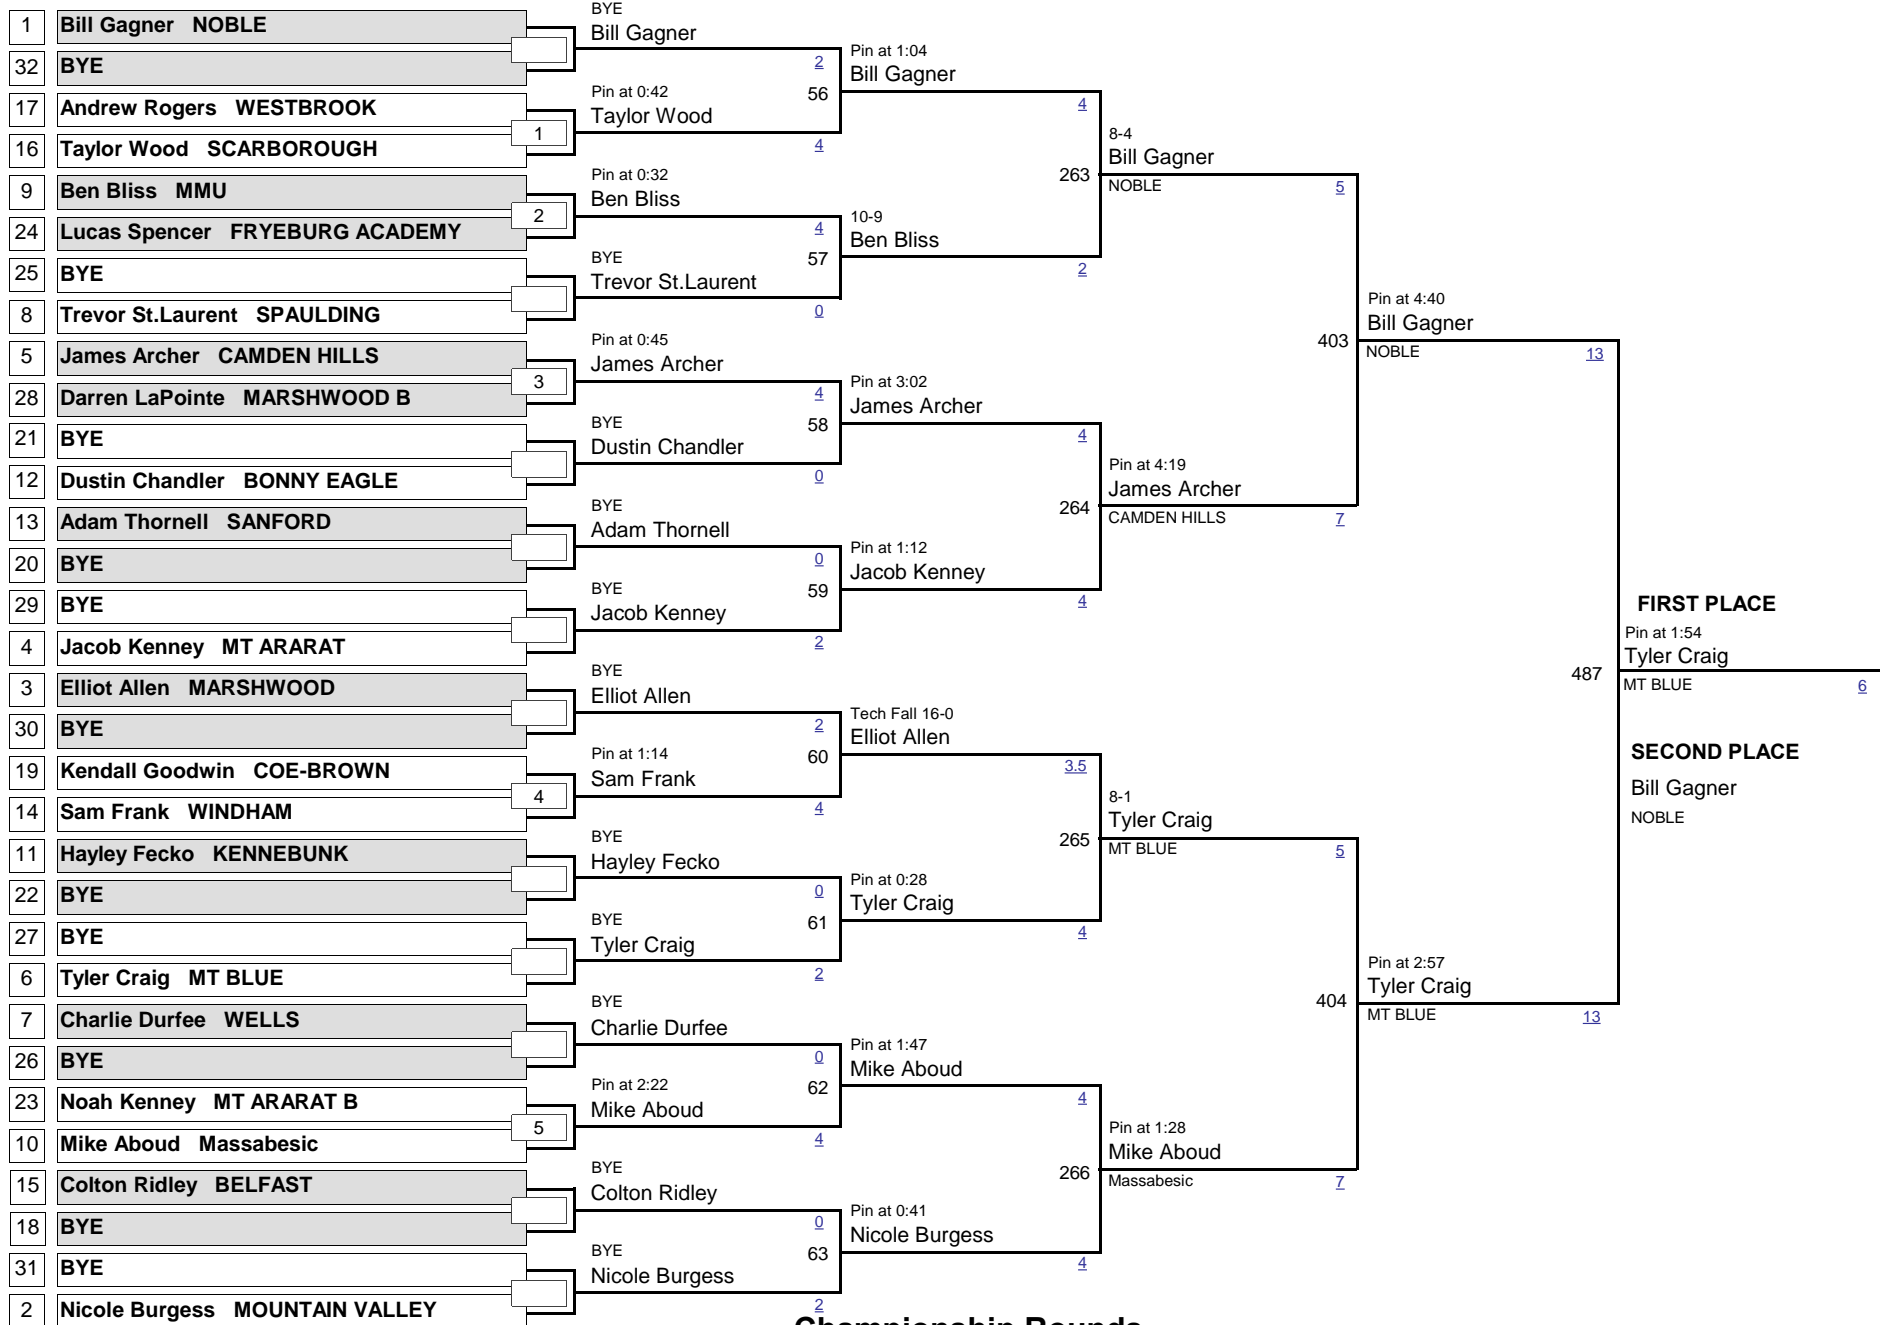 1 Bill Gagner NOBLE
32 BYE
17 Andrew Rogers WESTBROOK
16 Taylor Wood SCARBOROUGH
9 Ben Bliss MMU
24 Lucas Spencer FRYEBURG ACADEMY
25 BYE
8 Trevor St.Laurent SPAULDING
5 James Archer CAMDEN HILLS
28 Darren LaPointe MARSHWOOD B
21 BYE
12 Dustin Chandler BONNY EAGLE
13 Adam Thornell SANFORD
20 BYE
29 BYE
4 Jacob Kenney MT ARARAT
3 Elliot Allen MARSHWOOD
30 BYE
19 Kendall Goodwin COE-BROWN
14 Sam Frank WINDHAM
11 Hayley Fecko KENNEBUNK
22 BYE
27 BYE
6 Tyler Craig MT BLUE
7 Charlie Durfee WELLS
26 BYE
23 Noah Kenney MT ARARAT B
10 Mike Aboud Massabesic
15 Colton Ridley BELFAST
18 BYE
31 BYE
2 Nicole Burgess MOUNTAIN VALLEY
1
2
3
4
5
BYE
Bill Gagner
2
56
Pin at 0:42
Taylor Wood
4
Pin at 0:32
Ben Bliss
4
57
BYE
Trevor St.Laurent
0
Pin at 0:45
James Archer
4
58
BYE
Dustin Chandler
0
BYE
Adam Thornell
0
59
BYE
Jacob Kenney
2
BYE
Elliot Allen
2
60
Pin at 1:14
Sam Frank
4
BYE
Hayley Fecko
0
61
BYE
Tyler Craig
2
BYE
Charlie Durfee
0
62
Pin at 2:22
Mike Aboud
4
BYE
Colton Ridley
0
63
BYE
Nicole Burgess
2
Pin at 1:04
Bill Gagner
4
263
10-9
Ben Bliss
2
Pin at 3:02
James Archer
4
264
Pin at 1:12
Jacob Kenney
4
Tech Fall 16-0
Elliot Allen
3.5
265
Pin at 0:28
Tyler Craig
4
Pin at 1:47
Mike Aboud
4
266
Pin at 0:41
Nicole Burgess
4
8-4
Bill Gagner
NOBLE
5
403
Pin at 4:19
James Archer
CAMDEN HILLS
7
8-1
Tyler Craig
MT BLUE
5
404
Pin at 1:28
Mike Aboud
Massabesic
7
Pin at 4:40
Bill Gagner
NOBLE
13
487
Pin at 2:57
Tyler Craig
MT BLUE
13
FIRST PLACE
Pin at 1:54
Tyler Craig
MT BLUE
6
SECOND PLACE
Bill Gagner
NOBLE
Championship Rounds